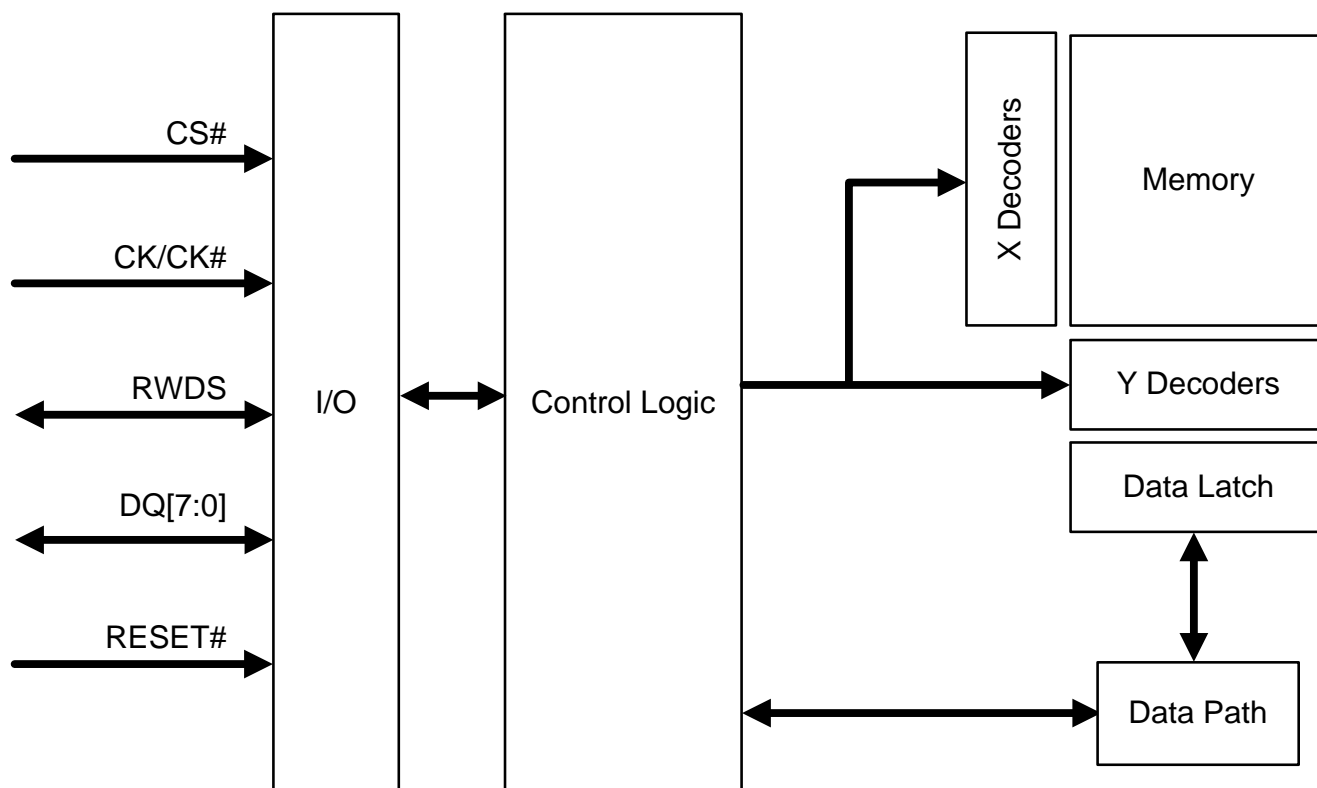 CS#
CK/CK#
RWDS
DQ[7:0]
RESET#
I/O
Control Logic
X Decoders
Memory
Y Decoders
Data Latch
Data Path